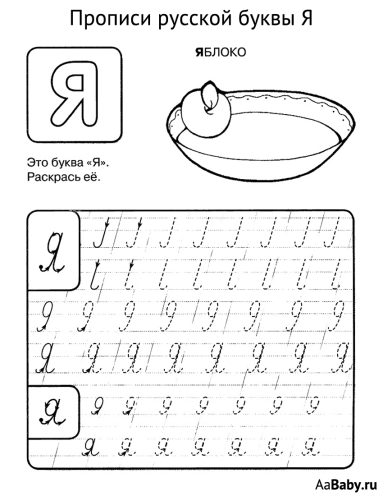 Прописи русской буквы Я
ЯБЛОКО
Я
Это буква «Я».
Раскрась её.
Я
я
AaBaby.ru